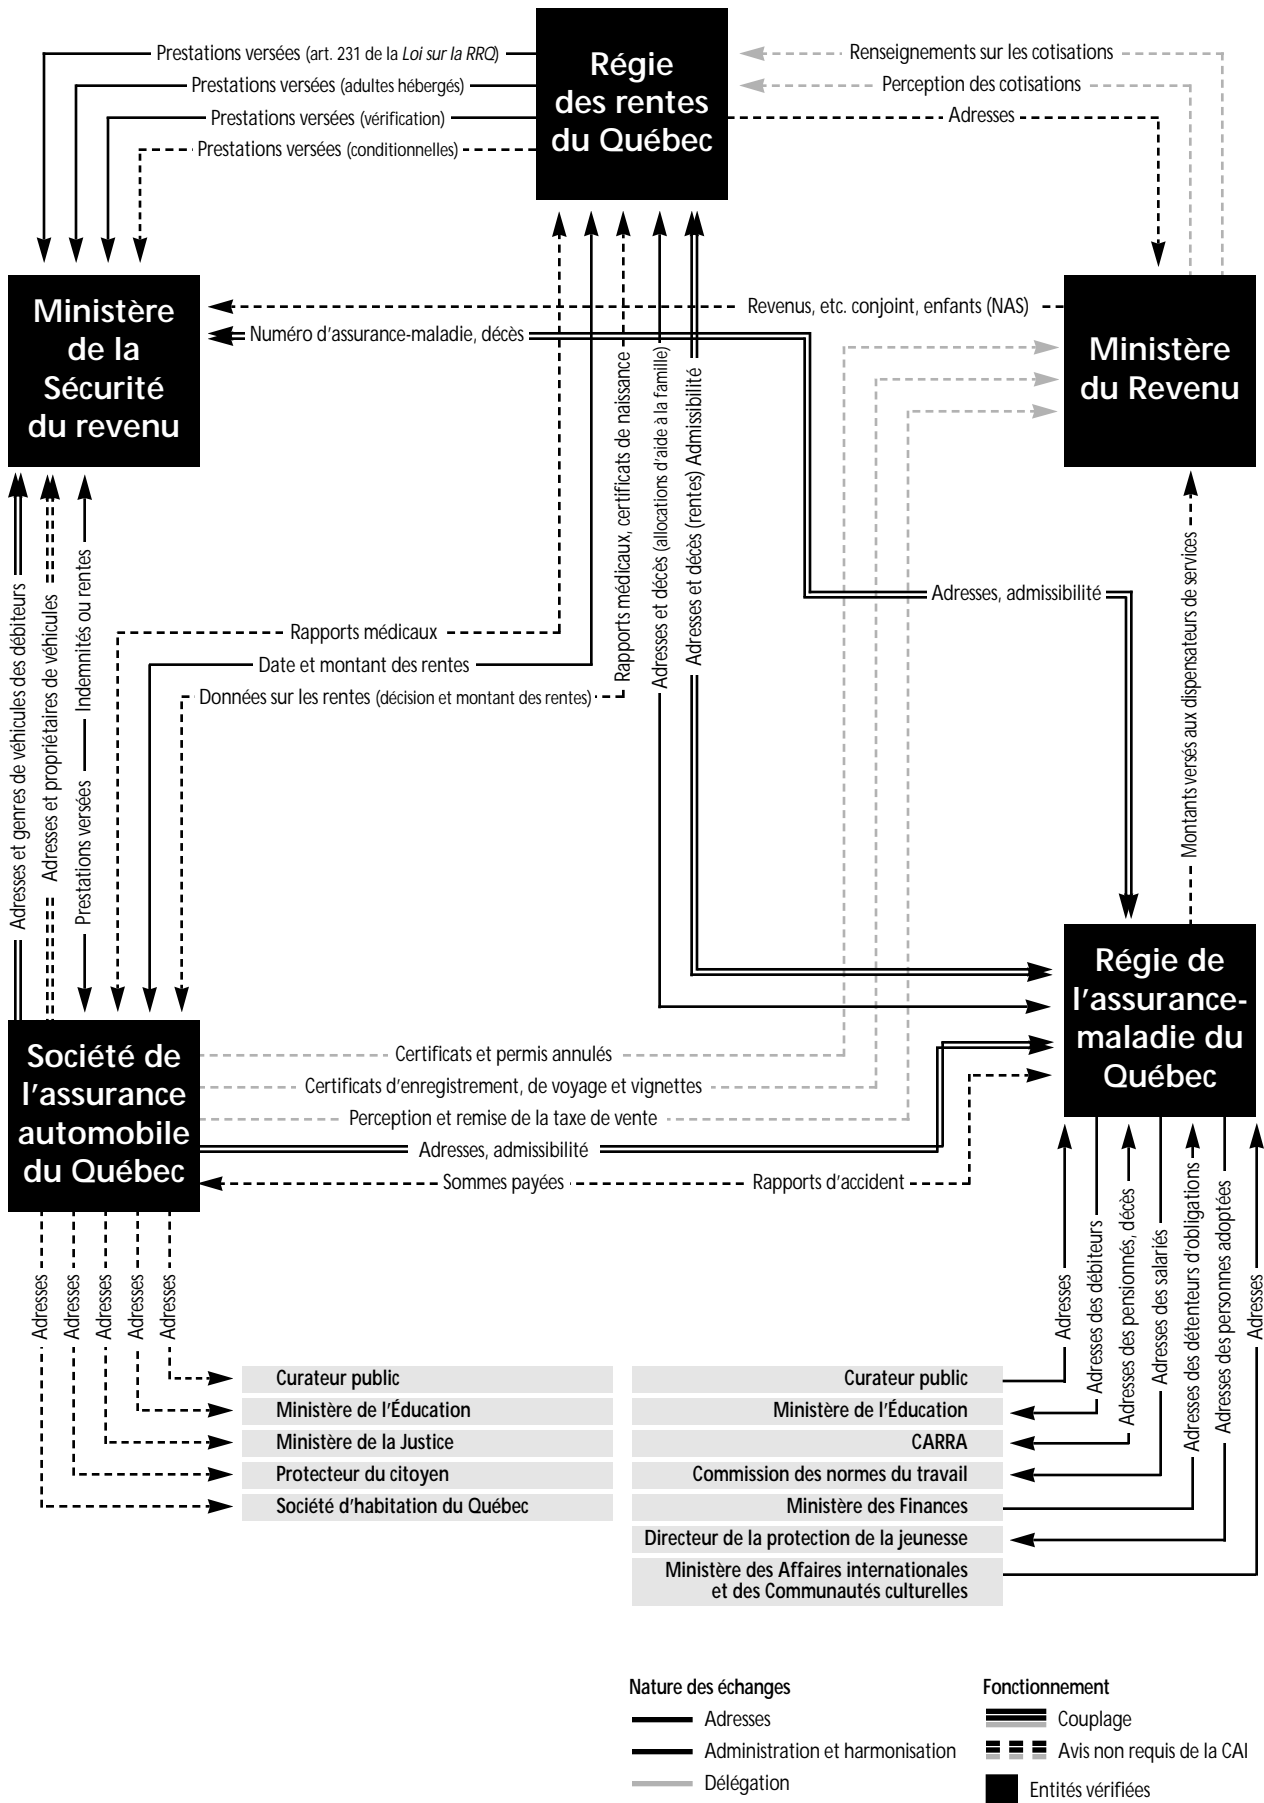 Prestations versées (art. 231 de la Loi sur la RRQ)
Prestations versées (adultes hébergés)
Prestations versées (vérification)
Prestations versées (conditionnelles)
Régie
des rentes
du Québec
Renseignements sur les cotisations
Perception des cotisations
Adresses
Ministère
de la
Sécurité
du revenu
Revenus, etc. conjoint, enfants (NAS)
Numéro d'assurance-maladie, décès
Ministère
du Revenu
Rapports médicaux, certificats de naissance
Adresses et décès (allocations d'aide à la famille)
Adresses et décès (rentes) Admissibilité
Adresses, admissibilité
Montants versés aux dispensateurs de services
Adresses et genres de véhicules des débiteurs
Adresses et propriétaires de véhicules
Indemnités ou rentes
Prestations versées
Rapports médicaux
Date et montant des rentes
Données sur les rentes (décision et montant des rentes)
Régie de
l'assurance-
maladie du
Québec
Société de
l'assurance
automobile
du Québec
Certificats et permis annulés
Certificats d'enregistrement, de voyage et vignettes
Perception et remise de la taxe de vente
Adresses, admissibilité
Sommes payées
Rapports d'accident
Adresses
Adresses
Adresses
Adresses
Adresses
Adresses
Adresses des débiteurs
Adresses des pensionnés, décès
Adresses des salariés
Adresses des détenteurs d'obligations
Adresses des personnes adoptées
Adresses
Curateur public
Ministère de l'Éducation
Ministère de la Justice
Protecteur du citoyen
Société d'habitation du Québec
Curateur public
Ministère de l'Éducation
CARRA
Commission des normes du travail
Ministère des Finances
Directeur de la protection de la jeunesse
Ministère des Affaires internationales
et des Communautés culturelles
Nature des échanges
Adresses
Administration et harmonisation
Délégation
Fonctionnement
Couplage
Avis non requis de la CAI
Entités vérifiées